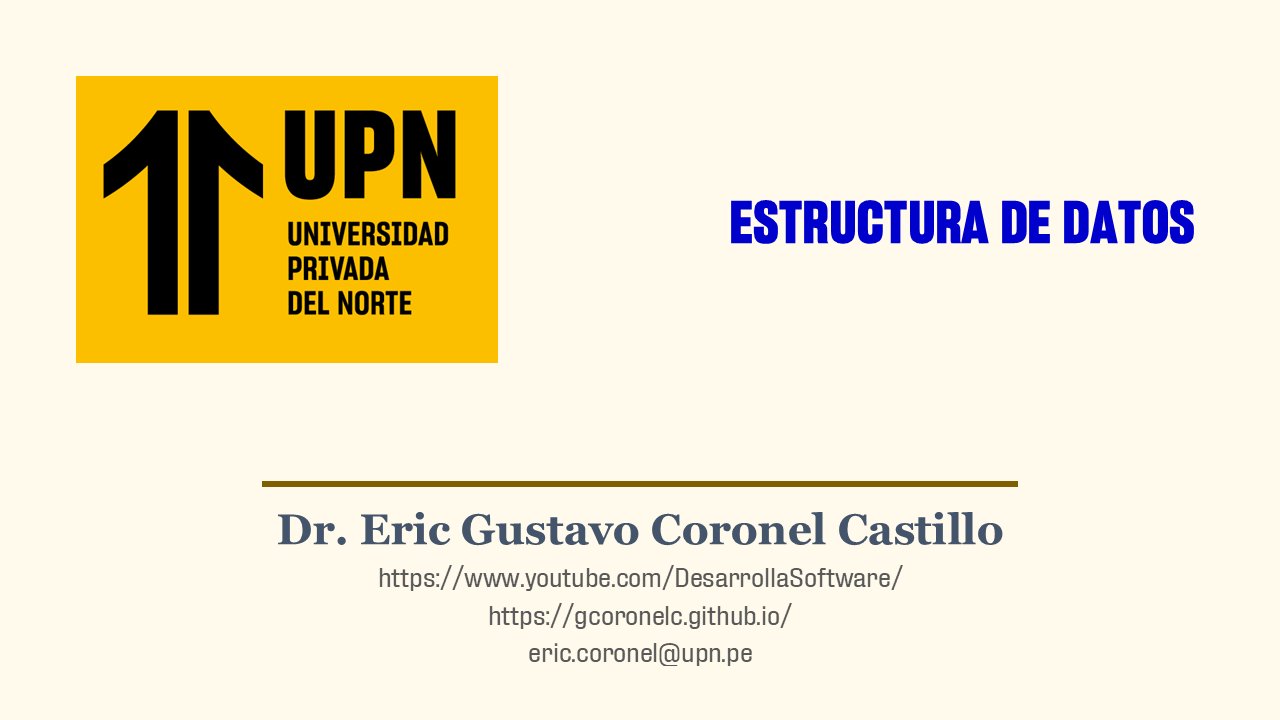 UPN
UNIVERSIDAD
PRIVADA
DEL NORTE
ESTRUCTURA DE DATOS
Dr. Eric Gustavo Coronel Castillo
https://www.youtube.com/DesarrollaSoftware/
https://gcoronelc.github.io/
eric.coronel@upn.pe